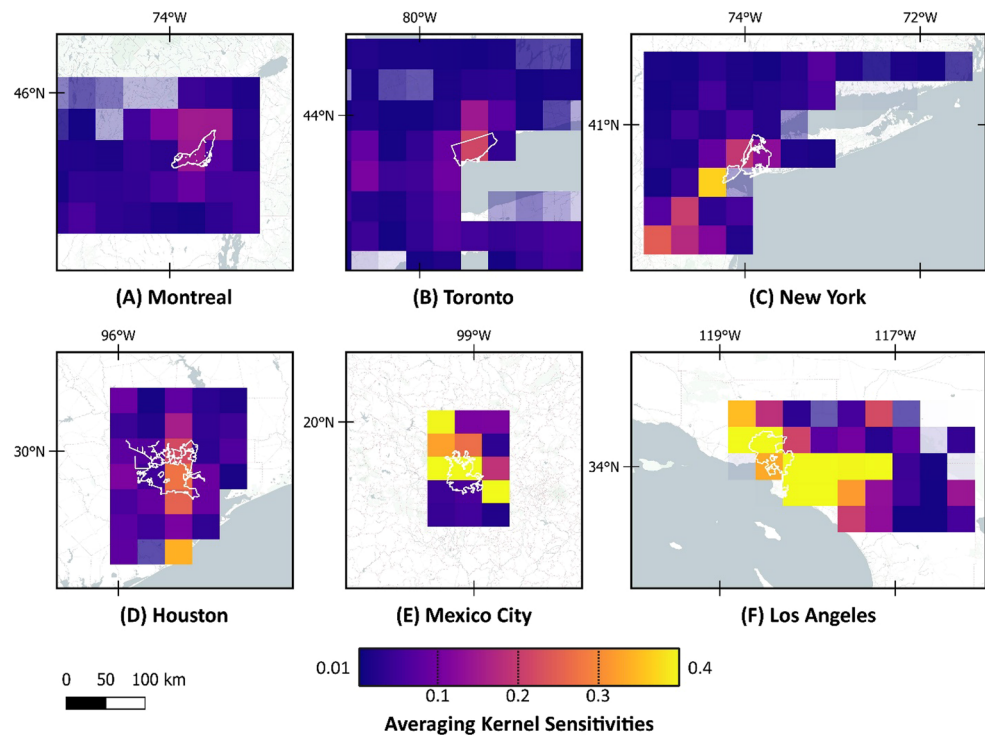 74°W
80°W
74°W
72°W
46°N
44°N
41°N
(A) Montreal
(B) Toronto
(C) New York
96°W
99°W
119°W
117°W
30°N
20°N
34°N
(D) Houston
(E) Mexico City
(F) Los Angeles
0.01
0.4
0 50 100 km
0.1 0.2 0.3
Averaging Kernel Sensitivities